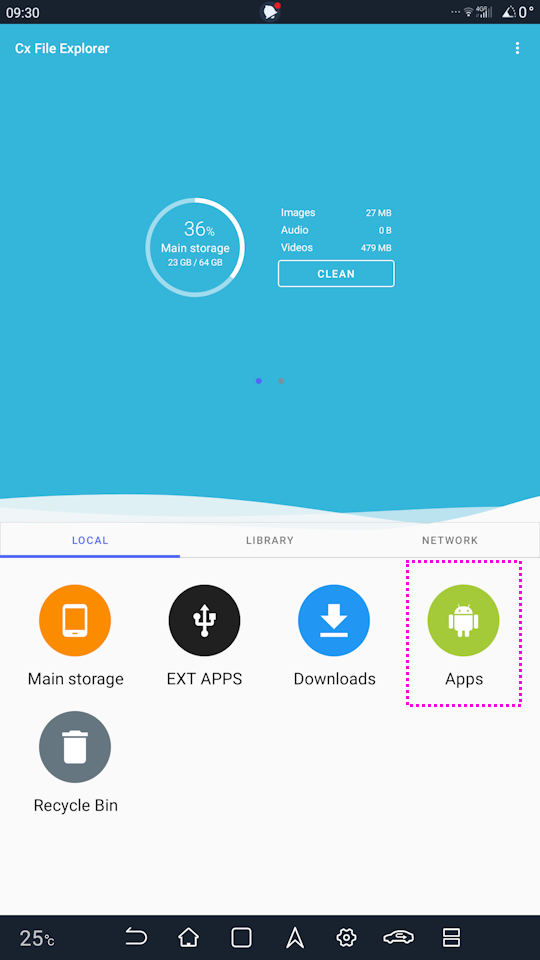 09:30
4G
0°
Cx File Explorer
36%
Main storage
23 GB / 64 GB
Images 27 MB
Audio 0 B
Videos 479 MB
CLEAN
LOCAL LIBRARY NETWORK
Main storage EXT APPS Downloads Apps
Recycle Bin
25°C